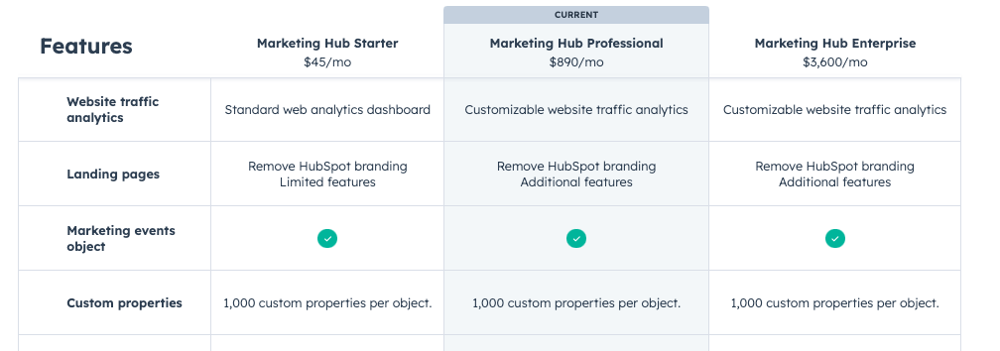 CURRENT
Features
Marketing Hub Starter
$45/mo
Marketing Hub Professional
$890/mo
Marketing Hub Enterprise
$3,600/mo
Website traffic
analytics
Standard web analytics dashboard
Customizable website traffic analytics
Customizable website traffic analytics
Landing pages
Remove HubSpot branding
Limited features
Remove HubSpot branding
Additional features
Remove HubSpot branding
Additional features
Marketing events
object
Custom properties
1,000 custom properties per object.
1,000 custom properties per object.
1,000 custom properties per object.